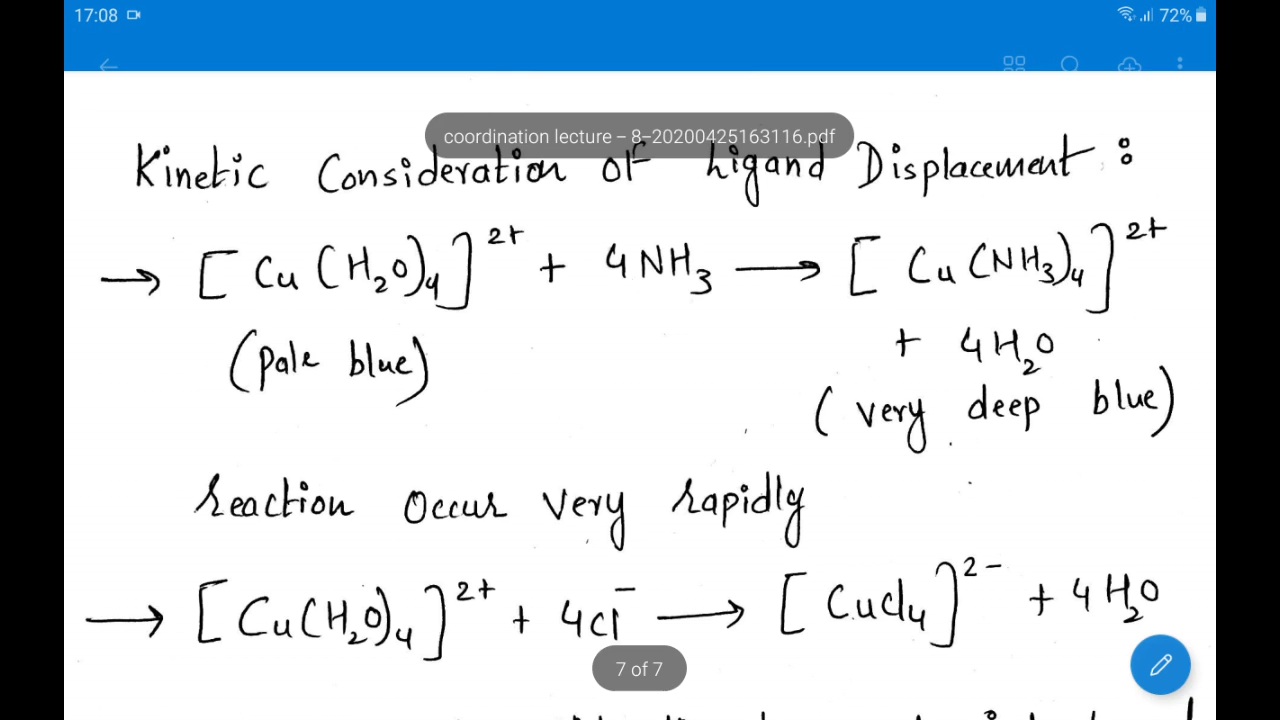 17:08 72%
coordination lecture – 8–20200425163116.pdf
Kinetic Consideration of Ligand Displacement :
→ [Cu(H₂O)₄]²⁺ + 4NH₃ → [Cu(NH₃)₄]²⁺
+ 4H₂O
(pale blue)
(very deep blue)
reaction occur very rapidly
→ [Cu(H₂O)₄]²⁺ + 4Cl⁻ → [CuCl₄]²⁻ + 4H₂O
7 of 7